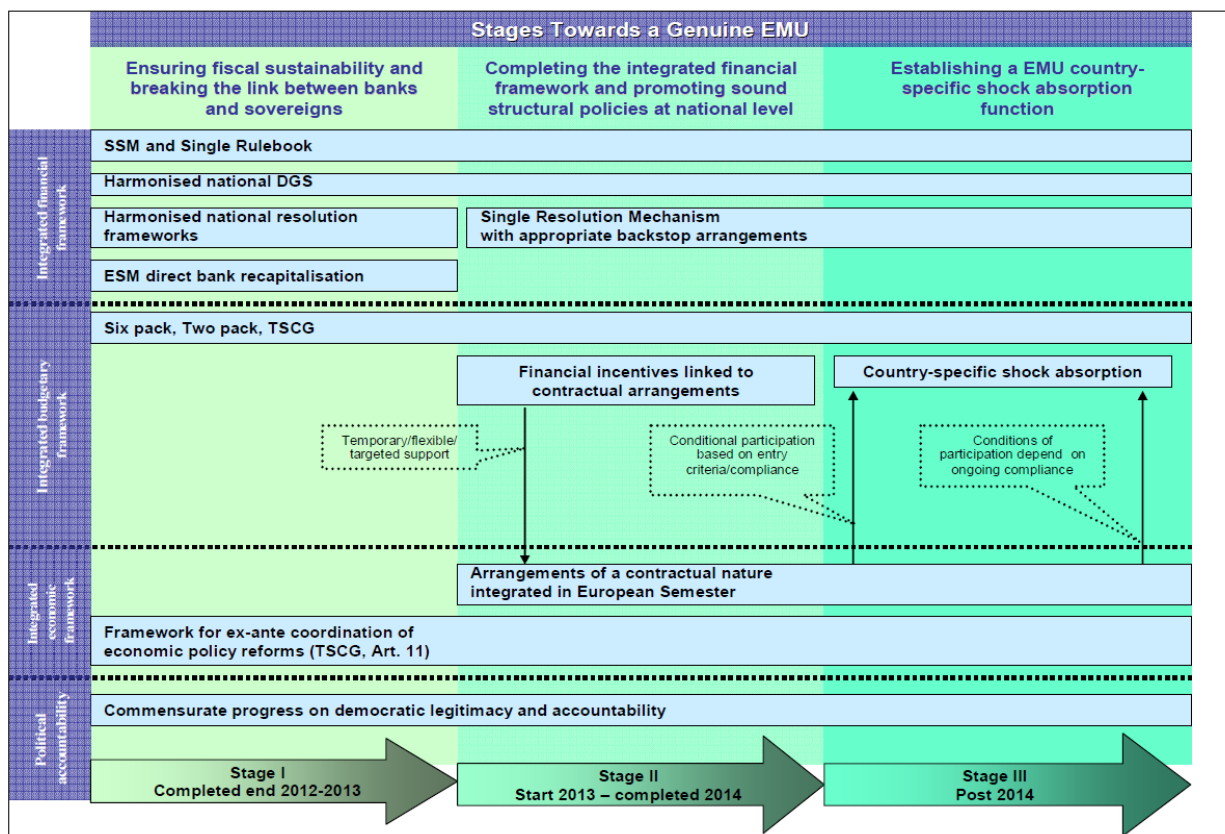 Stages Towards a Genuine EMU
Ensuring fiscal sustainability and
breaking the link between banks
and sovereigns
Completing the integrated financial
framework and promoting sound
structural policies at national level
Establishing a EMU country-
specific shock absorption
function
Integrated financial
framework
SSM and Single Rulebook
Harmonised national DGS
Harmonised national resolution
frameworks
Single Resolution Mechanism
with appropriate backstop arrangements
ESM direct bank recapitalisation
Integrated budgetary
framework
Six pack, Two pack, TSCG
Financial incentives linked to
contractual arrangements
Country-specific shock absorption
Temporary/flexible/
targeted support
Conditional participation
based on entry
criteria/compliance
Conditions of
participation depend on
ongoing compliance
Integrated
economic
framework
Arrangements of a contractual nature
integrated in European Semester
Framework for ex-ante coordination of
economic policy reforms (TSCG, Art. 11)
Political
accountability
Commensurate progress on democratic legitimacy and accountability
Stage I
Completed end 2012-2013
Stage II
Start 2013 – completed 2014
Stage III
Post 2014